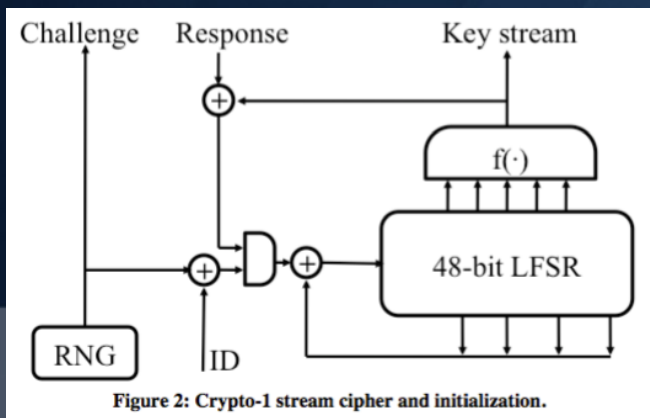 Challenge Response Key stream
+
f(·)
+ + 48-bit LFSR
RNG ID
Figure 2: Crypto-1 stream cipher and initialization.